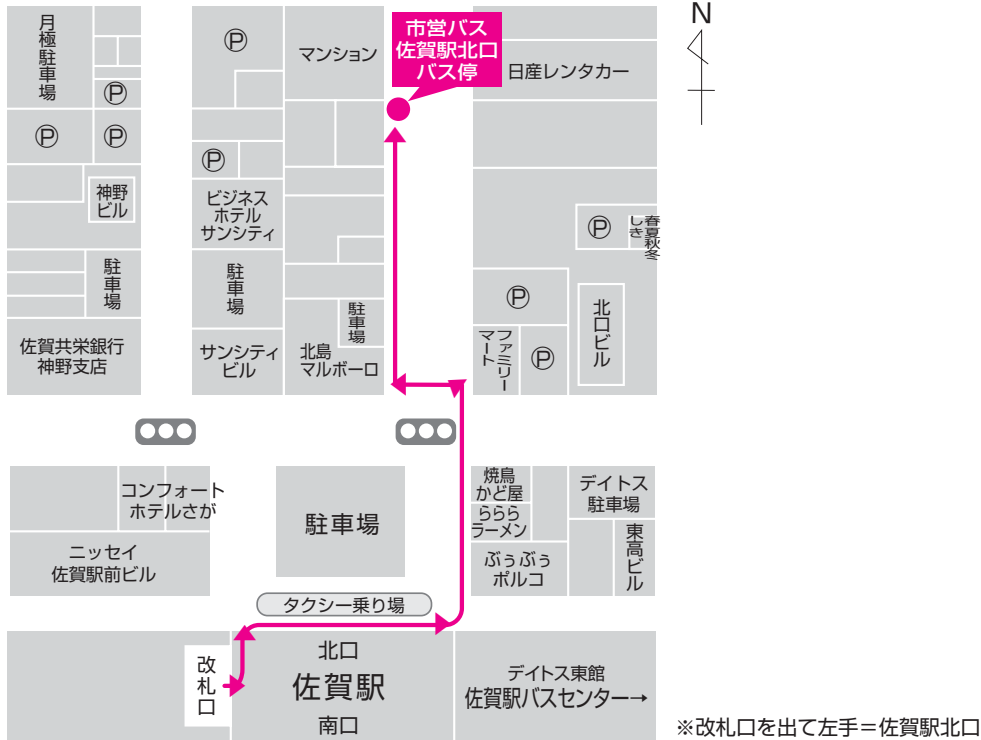 月極駐車場
Ⓟ
Ⓟ
Ⓟ
神野
ビル
駐車場
佐賀共栄銀行
神野支店
Ⓟ
Ⓟ
ビジネス
ホテル
サンシティ
駐車場
サンシティ
ビル
マンション
駐車場
北島
マルボーロ
市営バス
佐賀駅北口
バス停
日産レンタカー
Ⓟ
春夏秋冬
しき
Ⓟ
ファミリー
マート
Ⓟ
北口ビル
N
コンフォート
ホテルさが
ニッセイ
佐賀駅前ビル
駐車場
焼鳥
かど屋
ららら
ラーメン
ぶぅぶぅ
ポルコ
デイトス
駐車場
東高ビル
タクシー乗り場
改札口
北口
佐賀駅
南口
デイトス東館
佐賀駅バスセンター→
※改札口を出て左手＝佐賀駅北口